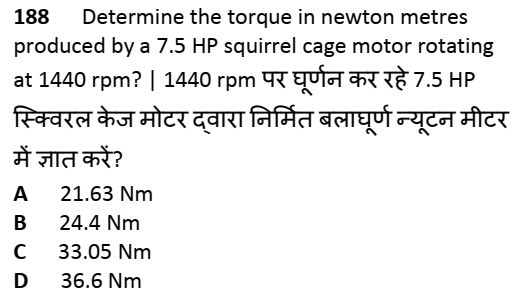 188 Determine the torque in newton metres
produced by a 7.5 HP squirrel cage motor rotating
at 1440 rpm? | 1440 rpm पर घूर्णन कर रहे 7.5 HP
स्क्विरल केज मोटर द्वारा निर्मित बलाघूर्ण न्यूटन मीटर
में ज्ञात करें?
A 21.63 Nm
B 24.4 Nm
C 33.05 Nm
D 36.6 Nm